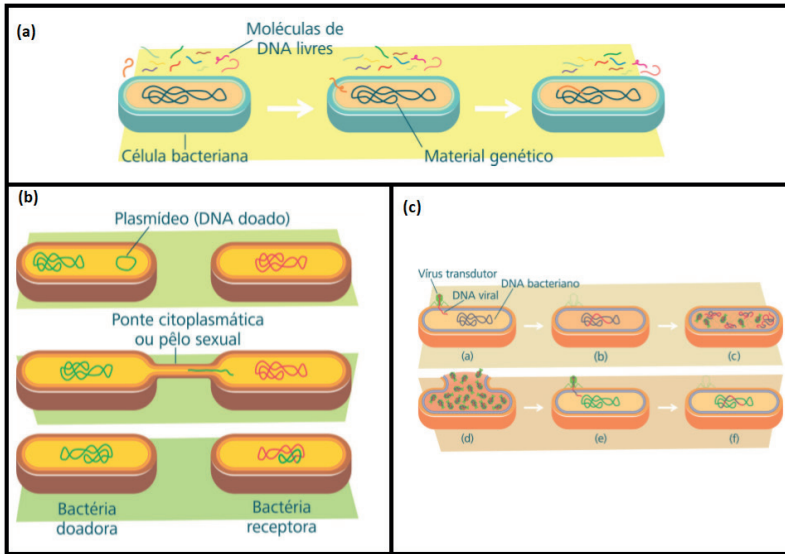 (a)
Moléculas de
DNA livres
Célula bacteriana
Material genético
(b)
Plasmídeo (DNA doado)
Ponte citoplasmática
ou pêlo sexual
Bactéria
doadora
Bactéria
receptora
(c)
Vírus transdutor
DNA viral
DNA bacteriano
(a)
(b)
(c)
(d)
(e)
(f)